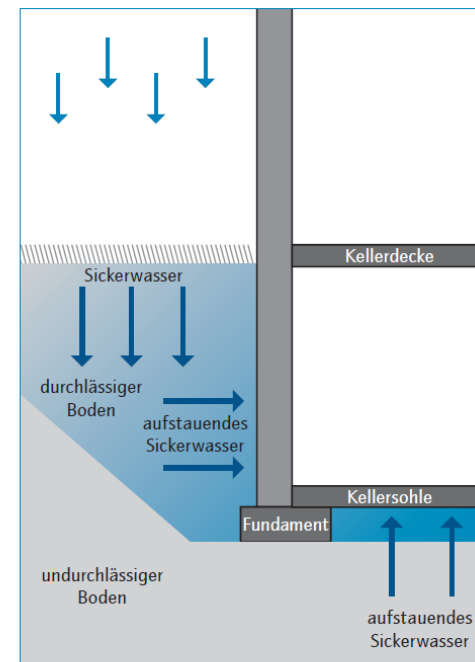 Kellerdecke
Sickerwasser
durchlässiger
Boden
aufstauendes
Sickerwasser
Kellersohle
Fundament
undurchlässiger
Boden
aufstauendes
Sickerwasser